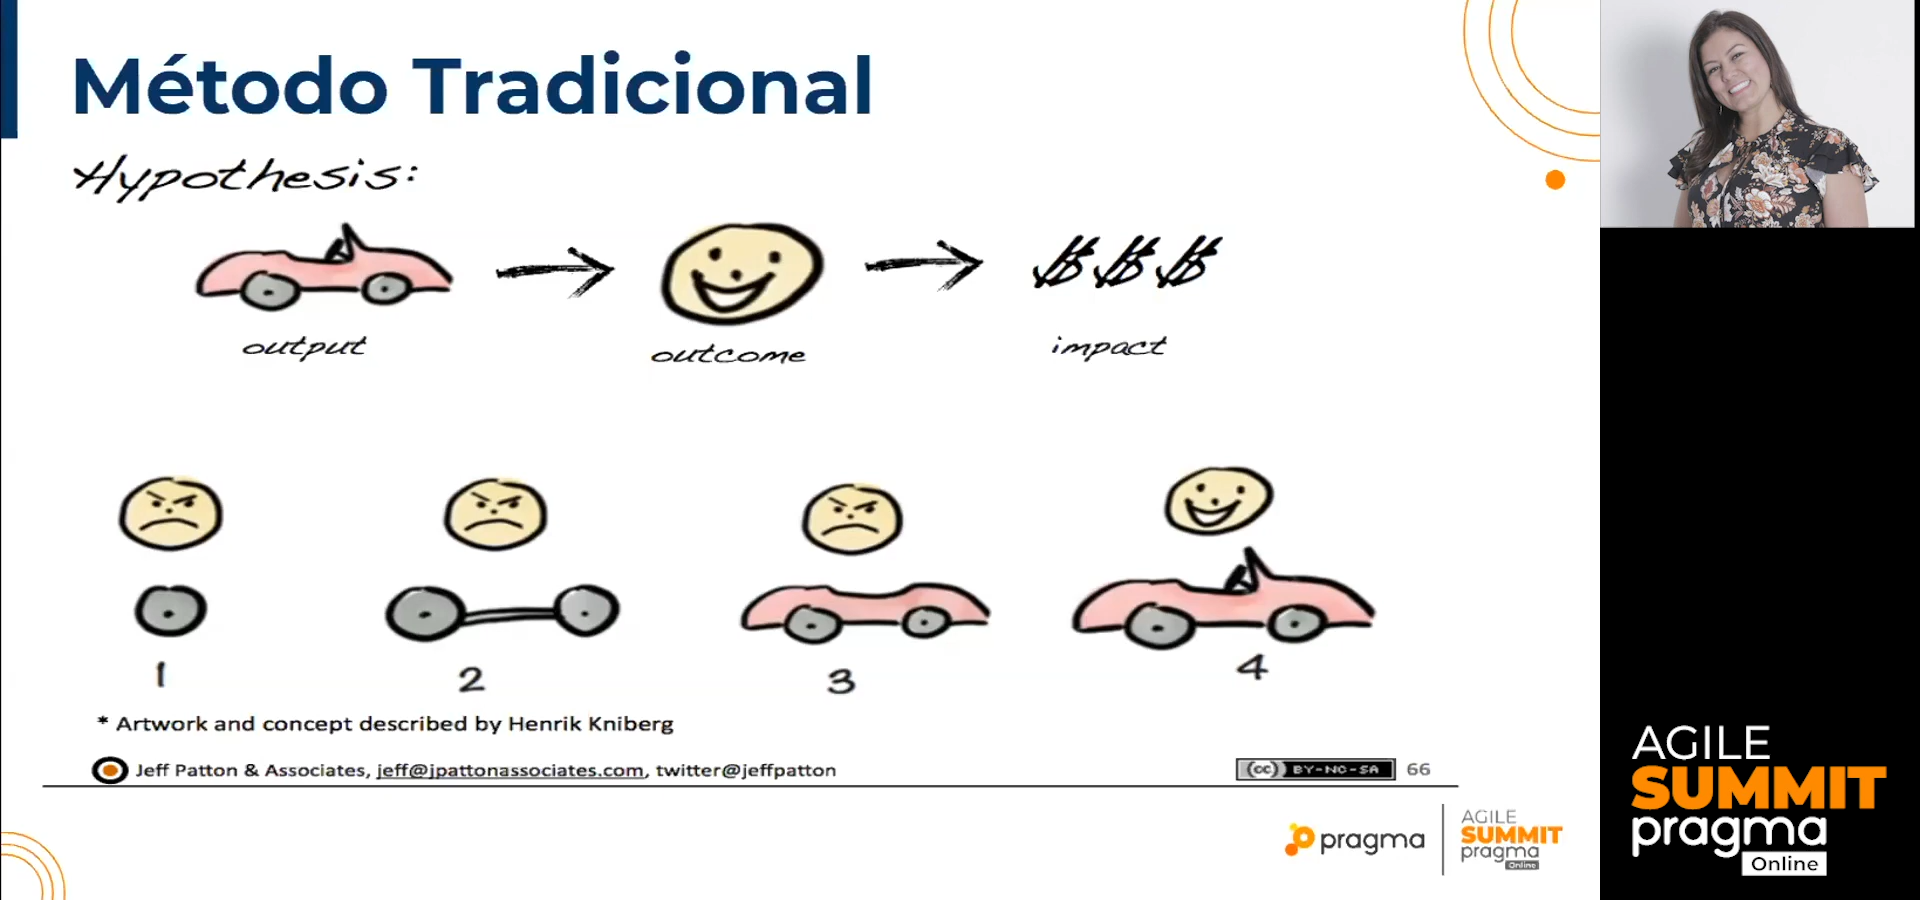 Método Tradicional
Hypothesis:
$ $ $
output
outcome
impact
1
2
3
4
* Artwork and concept described by Henrik Kniberg
Jeff Patton & Associates, jeff@jpattonassociates.com, twitter@jeffpatton
(cc) BY-NC-SA
66
pragma
AGILE
SUMMIT
pragma
Online
AGILE
SUMMIT
pragma
Online